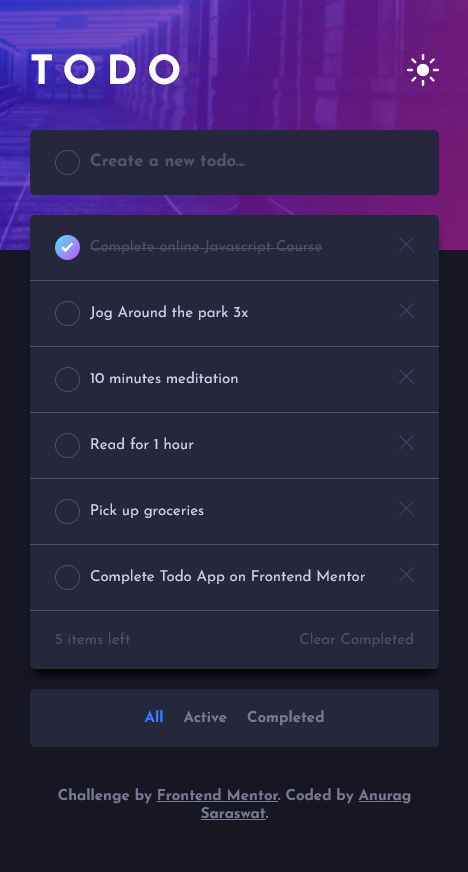 TODO
Create a new todo...
Complete online Javascript Course
Jog Around the park 3x
10 minutes meditation
Read for 1 hour
Pick up groceries
Complete Todo App on Frontend Mentor
5 items left Clear Completed
All Active Completed
Challenge by Frontend Mentor. Coded by Anurag
Saraswat.